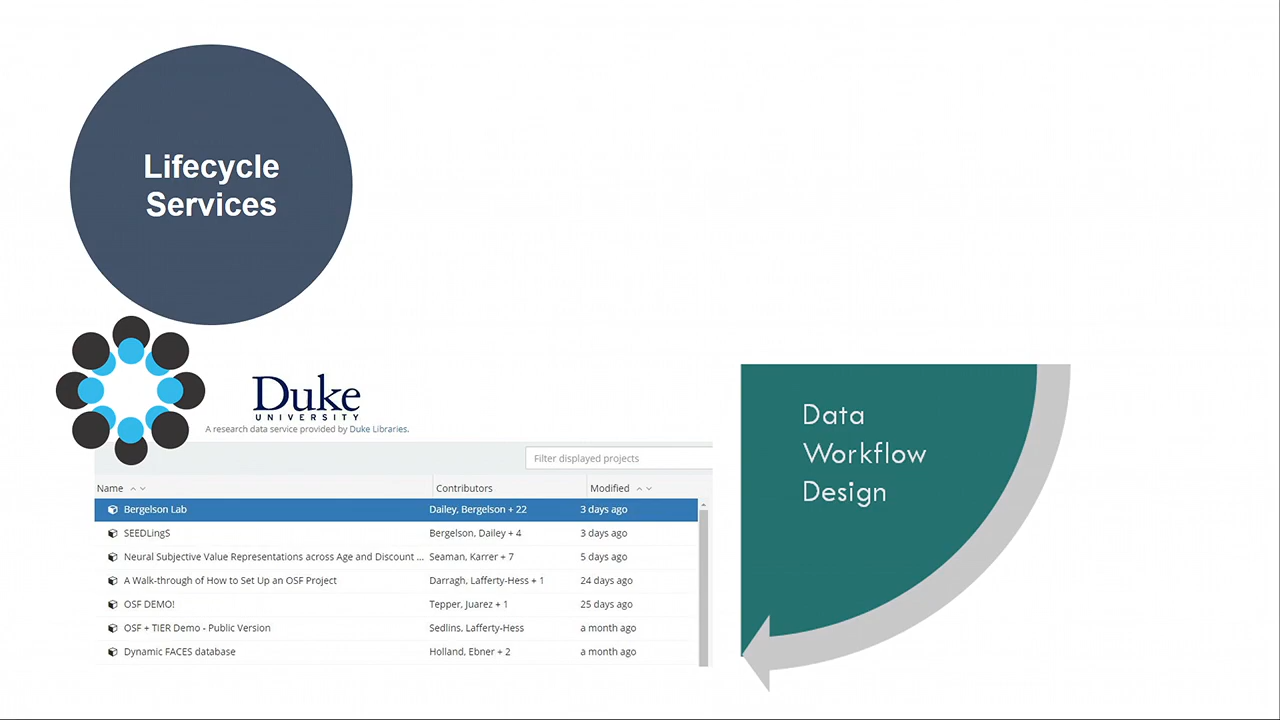 Lifecycle
Services
Duke
UNIVERSITY
A research data service provided by Duke Libraries.
Filter displayed projects
Name Contributors Modified
Bergelson Lab Dailey, Bergelson + 22 3 days ago
SEEDLingS Bergelson, Dailey + 4 3 days ago
Neural Subjective Value Representations across Age and Discount ... Seaman, Karrer + 7 5 days ago
A Walk-through of How to Set Up an OSF Project Darragh, Lafferty-Hess + 1 24 days ago
OSF DEMO! Tepper, Juarez + 1 25 days ago
OSF + TIER Demo - Public Version Sedlins, Lafferty-Hess a month ago
Dynamic FACES database Holland, Ebner + 2 a month ago
Data
Workflow
Design